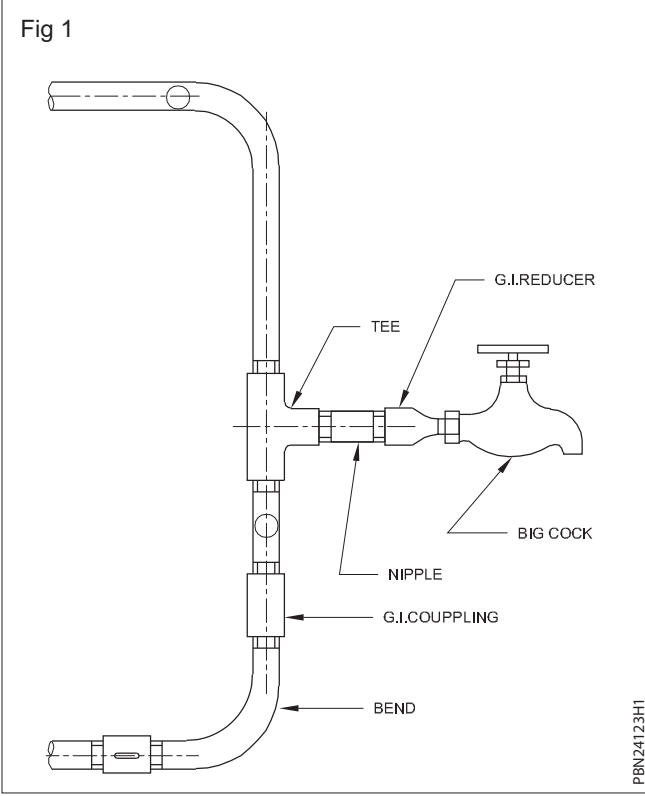 Fig 1
G.I.REDUCER
TEE
BIG COCK
NIPPLE
G.I.COUPPLING
BEND
PBN24123H1